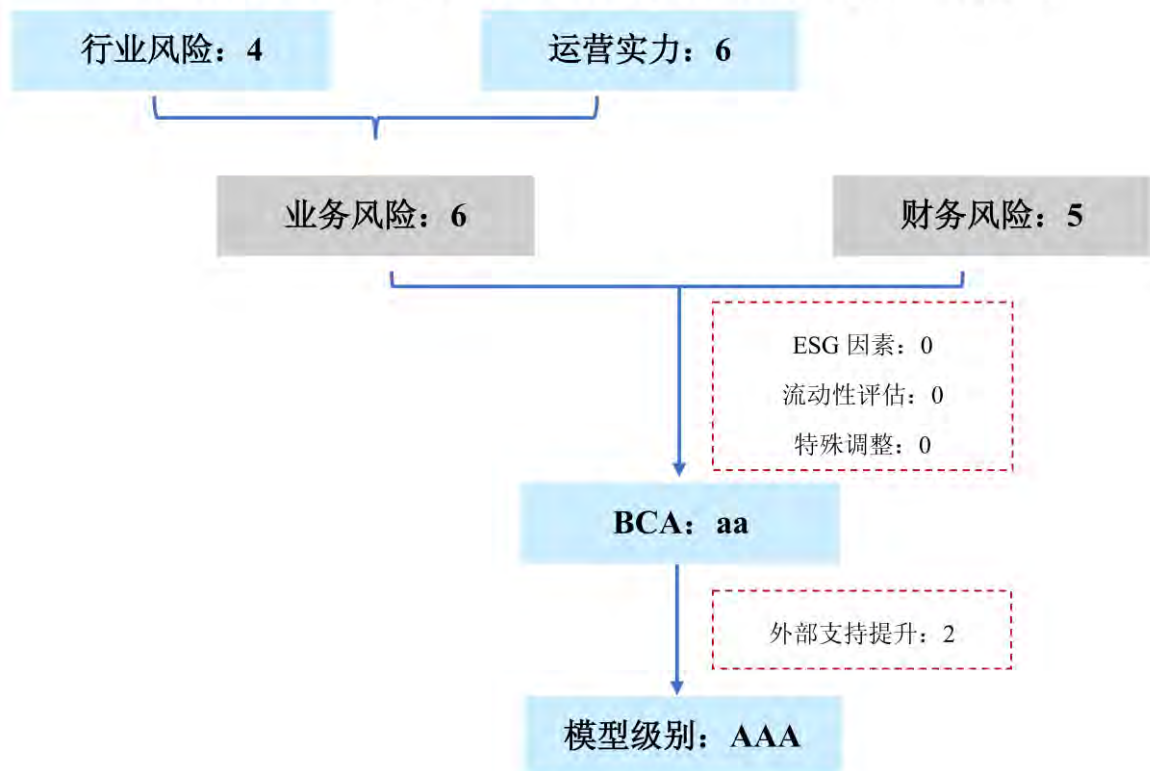 行业风险：4
运营实力：6
业务风险：6
财务风险：5
ESG 因素：0
流动性评估：0
特殊调整：0
BCA：aa
外部支持提升：2
模型级别：AAA